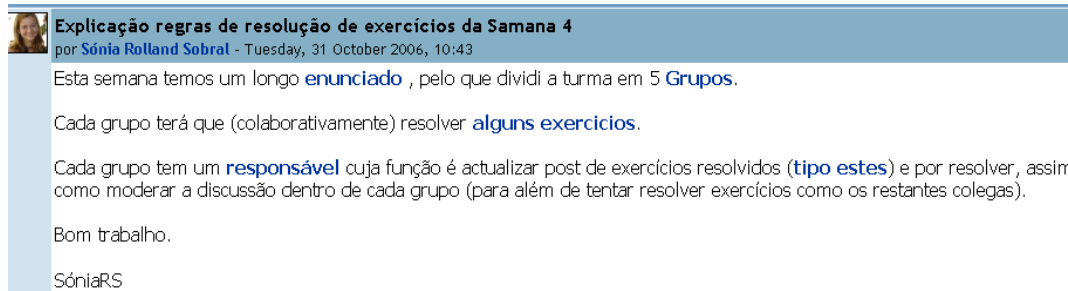 Explicação regras de resolução de exercícios da Samana 4
por Sónia Rolland Sobral - Tuesday, 31 October 2006, 10:43
Esta semana temos um longo enunciado , pelo que dividi a turma em 5 Grupos.
Cada grupo terá que (colaborativamente) resolver alguns exercicios.
Cada grupo tem um responsável cuja função é actualizar post de exercícios resolvidos (tipo estes) e por resolver, assim
como moderar a discussão dentro de cada grupo (para além de tentar resolver exercícios como os restantes colegas).
Bom trabalho.
SóniaRS